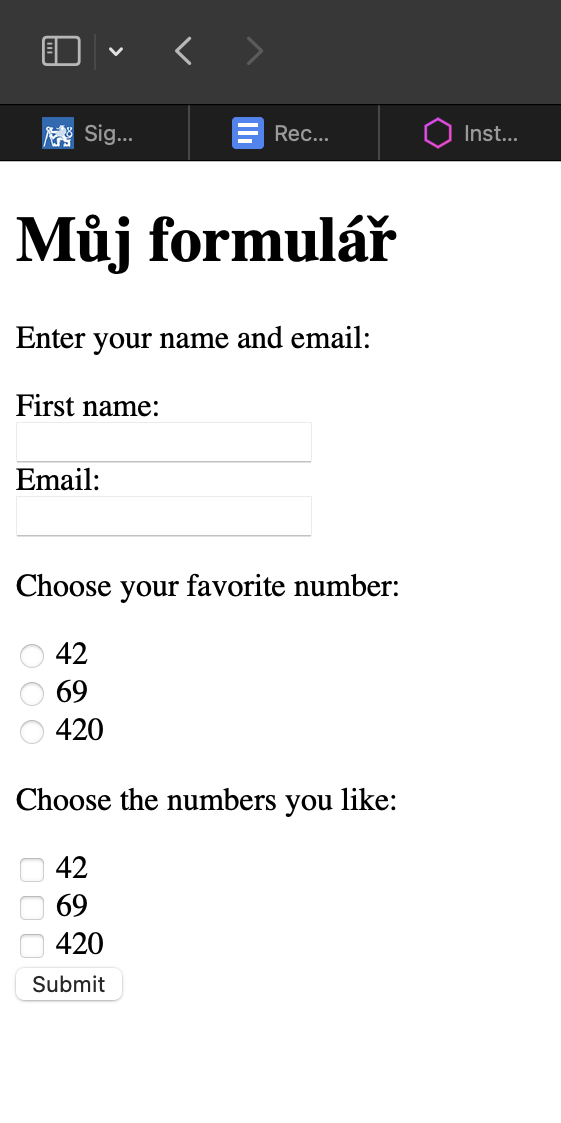 Sig...
Rec...
Inst...
Můj formulář
Enter your name and email:
First name:
Email:
Choose your favorite number:
42
69
420
Choose the numbers you like:
42
69
420
Submit